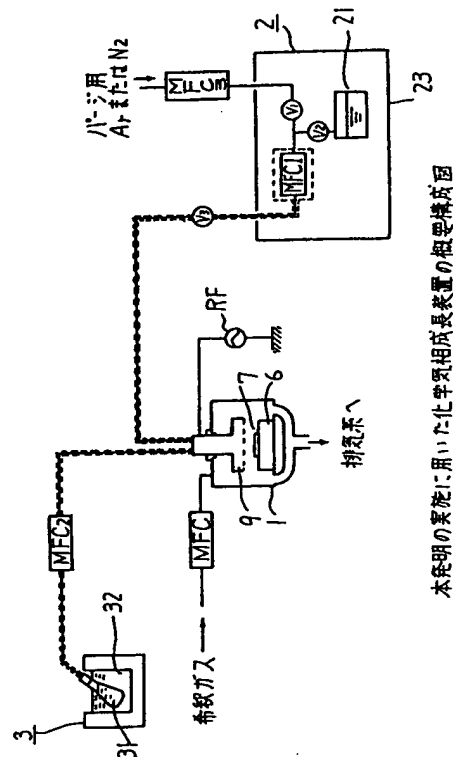 3
31
32
MFC2
希釈ガス
MFC
9
1
7
6
RF
排気系へ
パージ用
ArまたはN2
MFC3
V3
MFC1
V1
V2
2
21
23
本発明の実施に用いた化学気相成長装置の概要構成図